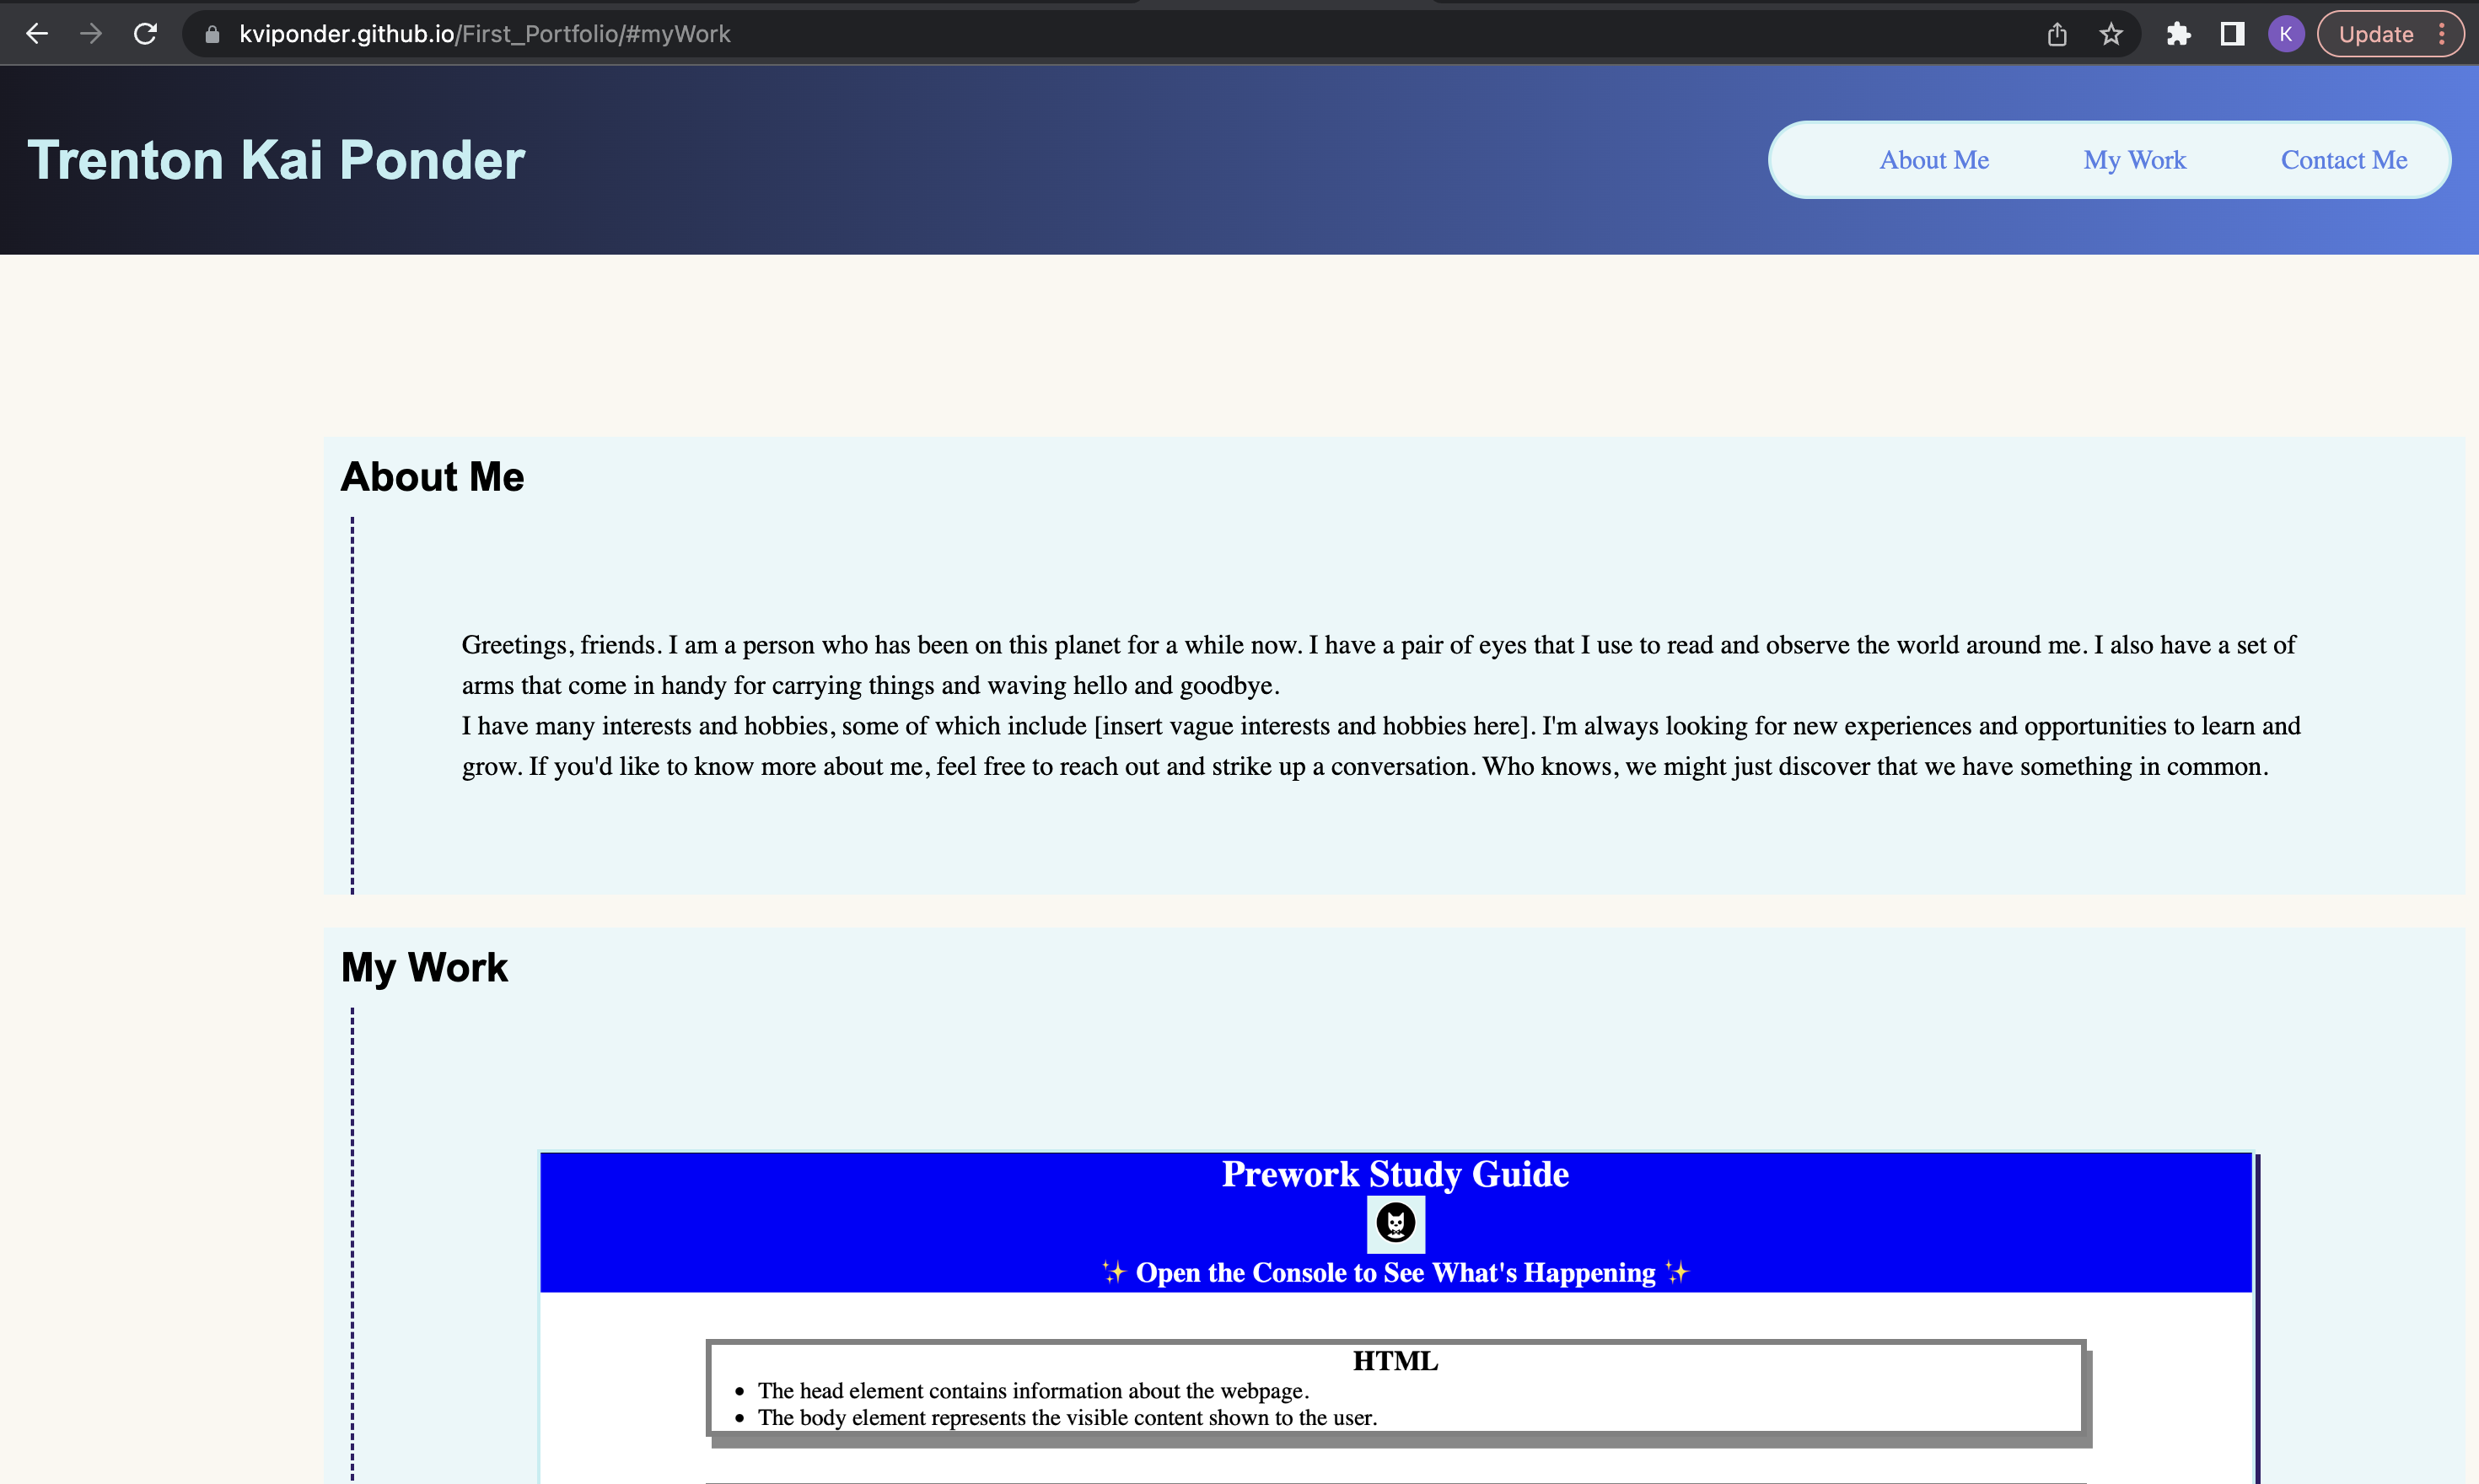 kviponder.github.io/First_Portfolio/#myWork
K
Update
Trenton Kai Ponder
About Me
My Work
Contact Me
About Me
Greetings, friends. I am a person who has been on this planet for a while now. I have a pair of eyes that I use to read and observe the world around me. I also have a set of
arms that come in handy for carrying things and waving hello and goodbye.
I have many interests and hobbies, some of which include [insert vague interests and hobbies here]. I'm always looking for new experiences and opportunities to learn and
grow. If you'd like to know more about me, feel free to reach out and strike up a conversation. Who knows, we might just discover that we have something in common.
My Work
Prework Study Guide
✨ Open the Console to See What's Happening ✨
HTML
• The head element contains information about the webpage.
• The body element represents the visible content shown to the user.